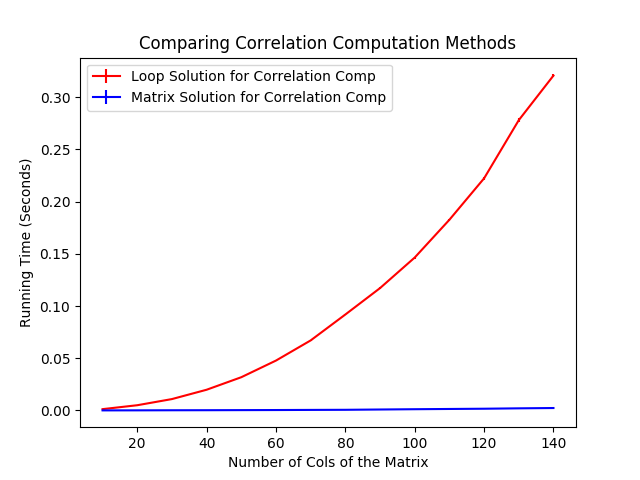 Comparing Correlation Computation Methods
Loop Solution for Correlation Comp
Matrix Solution for Correlation Comp
Running Time (Seconds)
0.30
0.25
0.20
0.15
0.10
0.05
0.00
20 40 60 80 100 120 140
Number of Cols of the Matrix